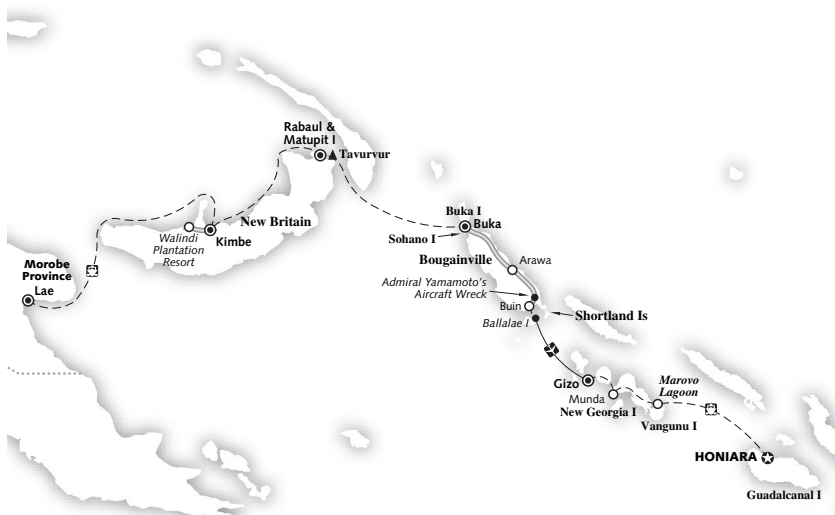 Rabaul &
Matupit I
Tavurvur
Buka I
Buka
Sohano I
New Britain
Walindi
Plantation
Resort
Kimbe
Bougainville
Arawa
Morobe
Province
Lae
Admiral Yamamoto's
Aircraft Wreck
Buin
Shortland Is
Ballalae I
Gizo
Munda
New Georgia I
Marovo
Lagoon
Vangunu I
HONIARA
Guadalcanal I